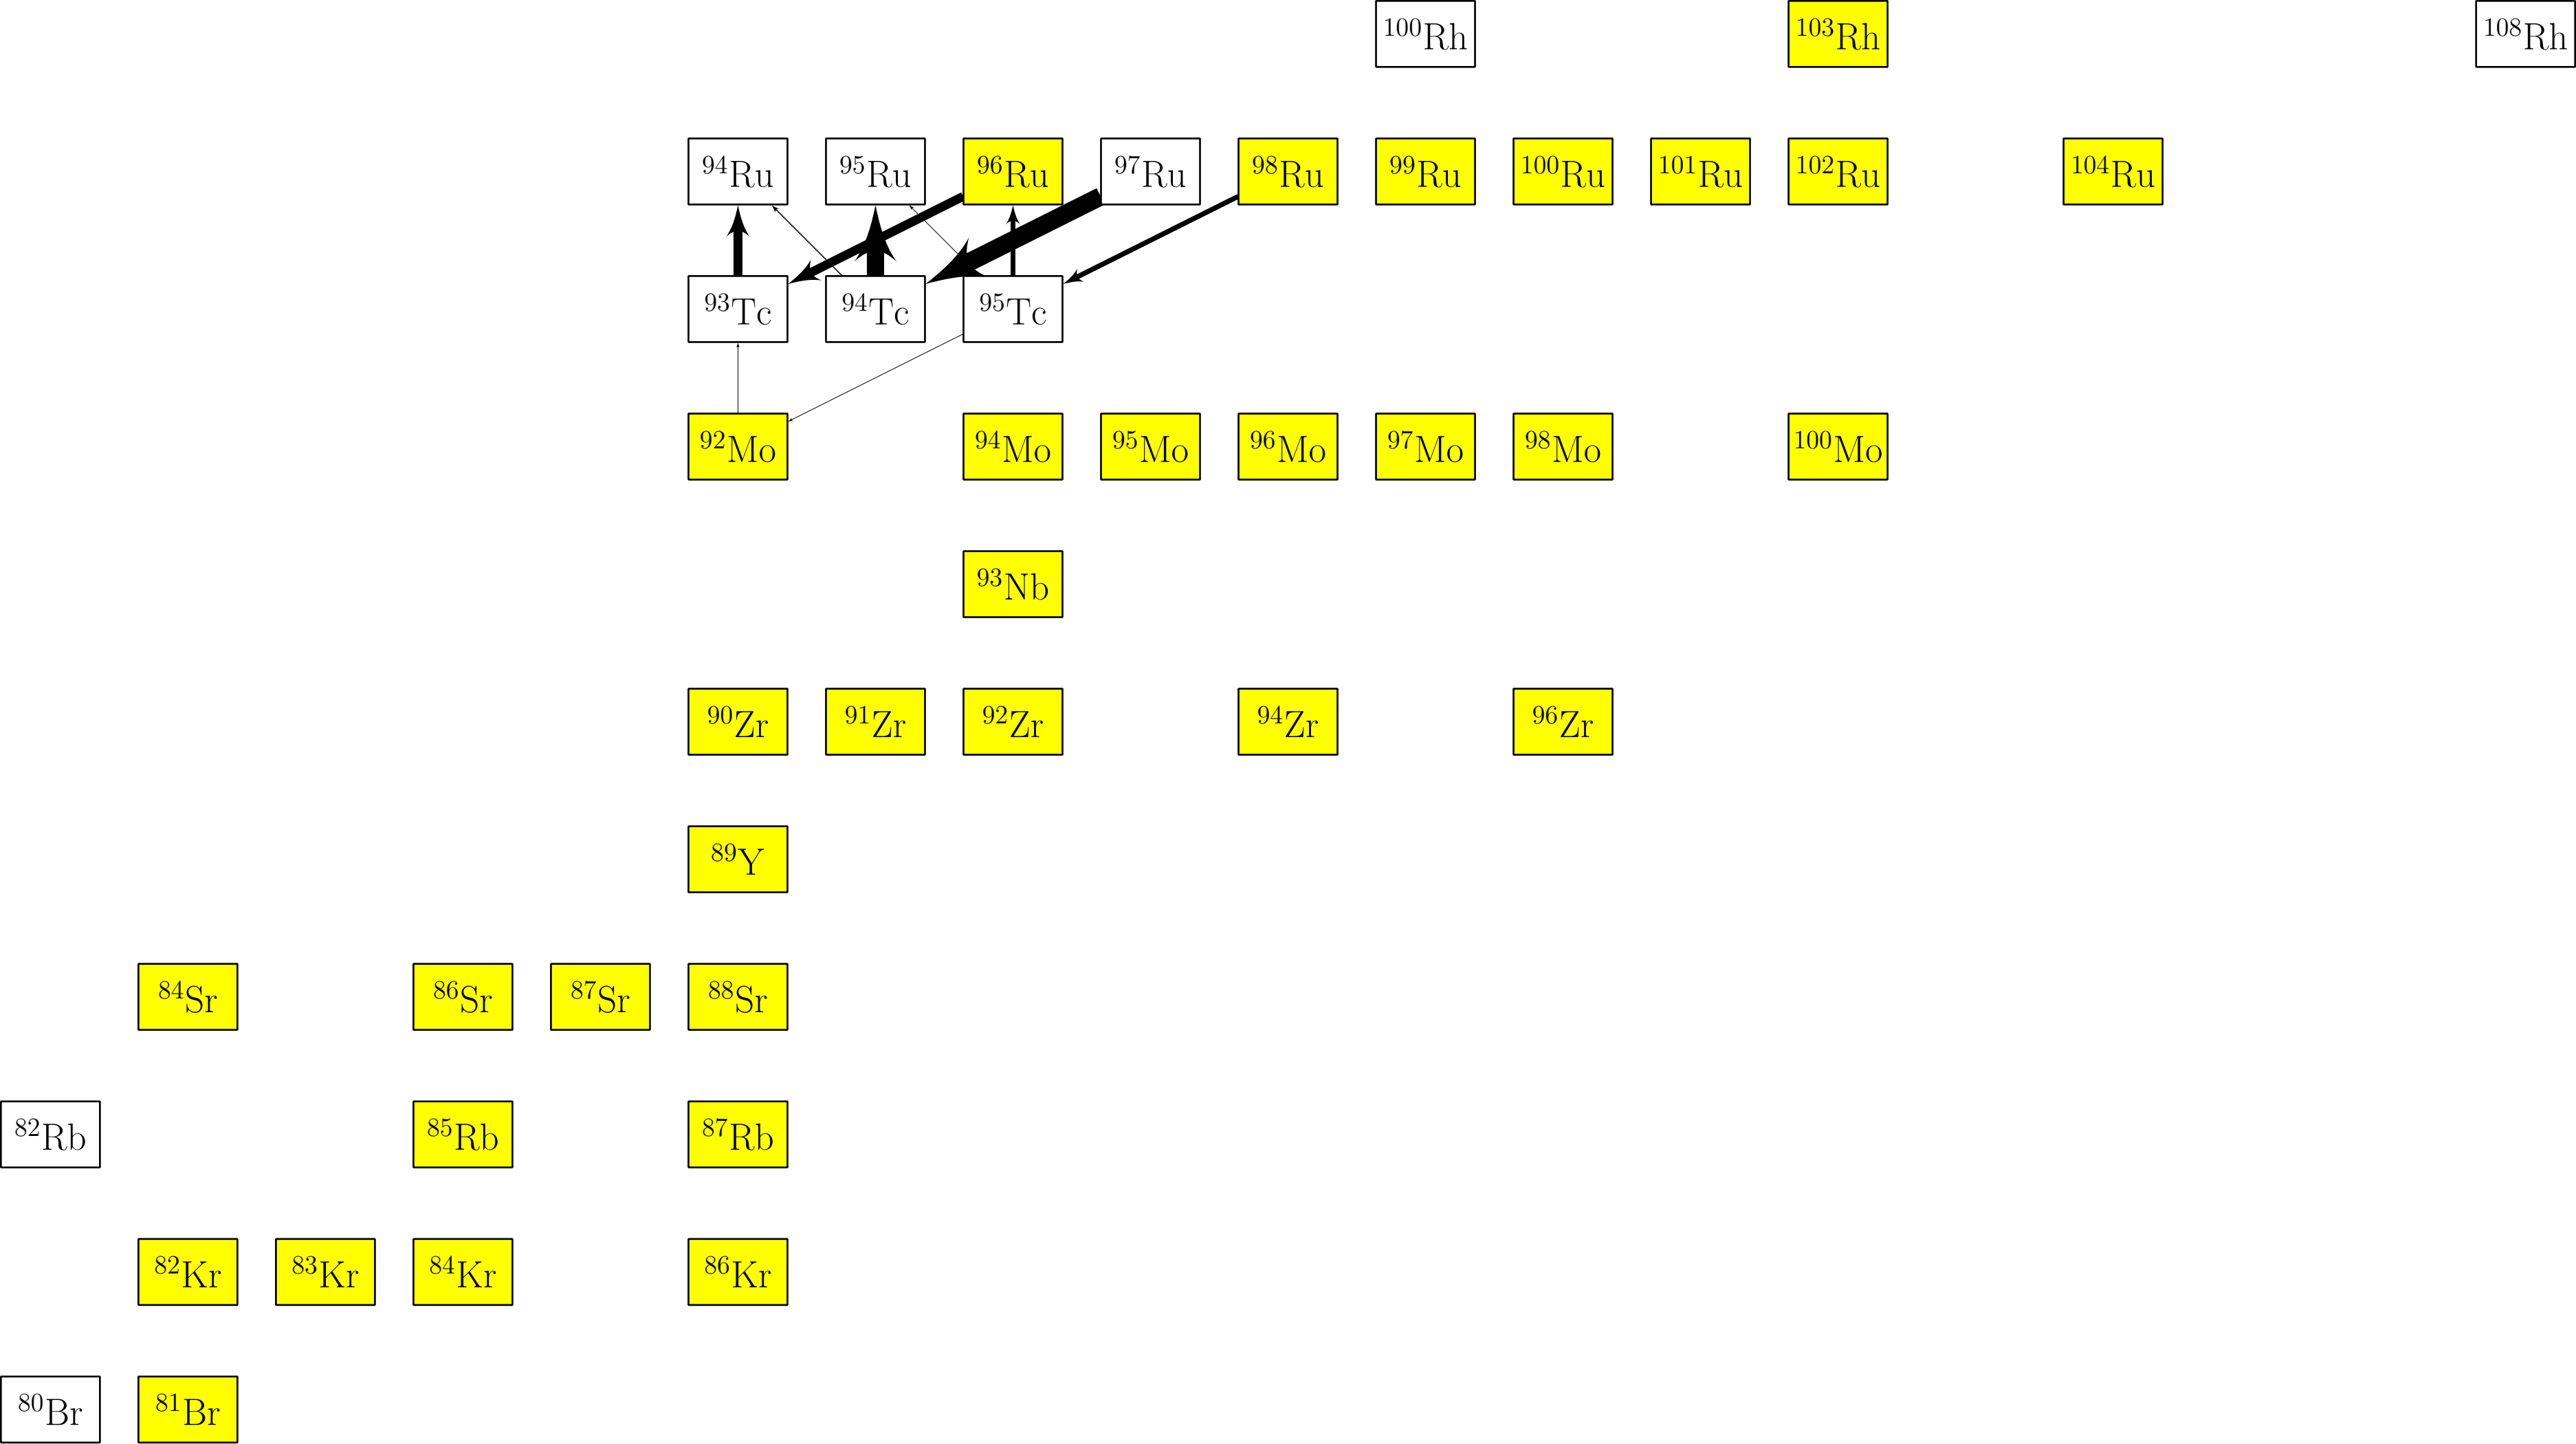 ¹⁰⁰Rh ¹⁰³Rh ¹⁰⁸Rh
⁹⁴Ru ⁹⁵Ru ⁹⁶Ru ⁹⁷Ru ⁹⁸Ru ⁹⁹Ru ¹⁰⁰Ru ¹⁰¹Ru ¹⁰²Ru ¹⁰⁴Ru
⁹³Tc ⁹⁴Tc ⁹⁵Tc
⁹²Mo ⁹⁴Mo ⁹⁵Mo ⁹⁶Mo ⁹⁷Mo ⁹⁸Mo ¹⁰⁰Mo
⁹³Nb
⁹⁰Zr ⁹¹Zr ⁹²Zr ⁹⁴Zr ⁹⁶Zr
⁸⁹Y
⁸⁴Sr ⁸⁶Sr ⁸⁷Sr ⁸⁸Sr
⁸²Rb ⁸⁵Rb ⁸⁷Rb
⁸²Kr ⁸³Kr ⁸⁴Kr ⁸⁶Kr
⁸⁰Br ⁸¹Br